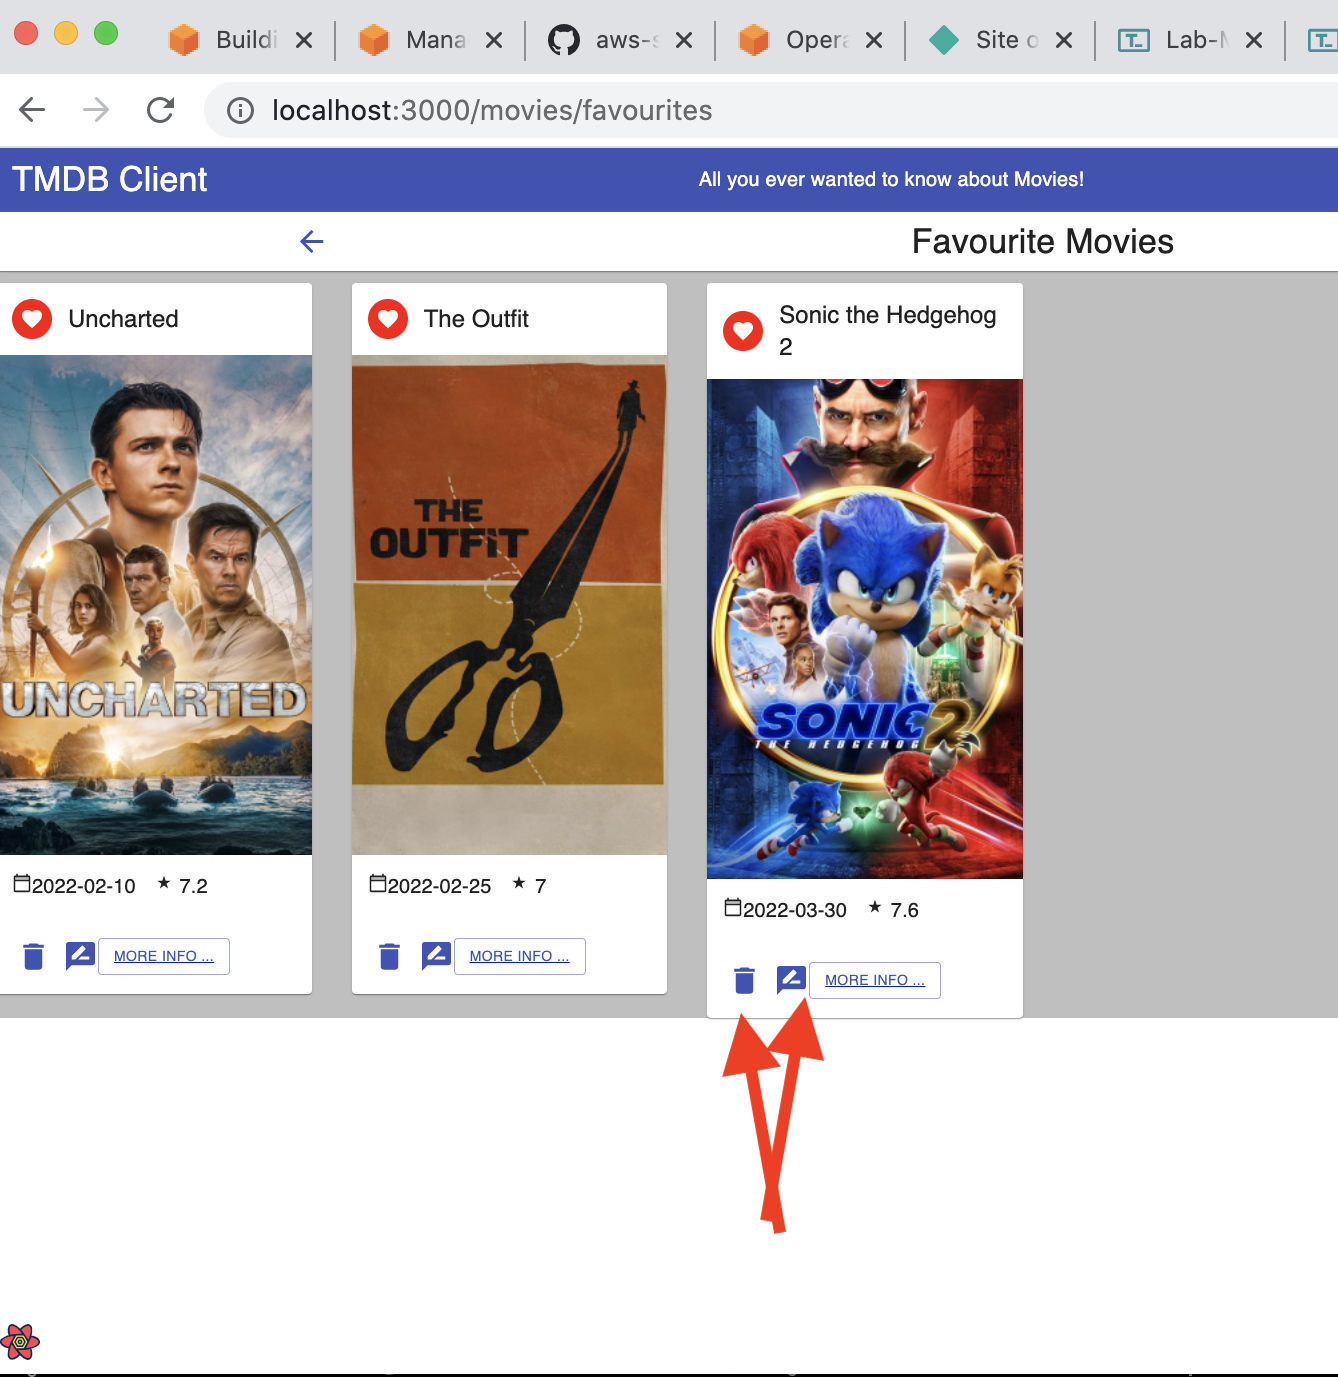 Buildi
Mana
aws-s
Opera
Site o
Lab-M
localhost:3000/movies/favourites
TMDB Client
All you ever wanted to know about Movies!
Favourite Movies
Uncharted
The Outfit
Sonic the Hedgehog
2
UNCHARTED
THE
OUTFIT
SONIC 2
THE HEDGEHOG
2022-02-10 ★ 7.2
2022-02-25 ★ 7
2022-03-30 ★ 7.6
MORE INFO ...
MORE INFO ...
MORE INFO ...